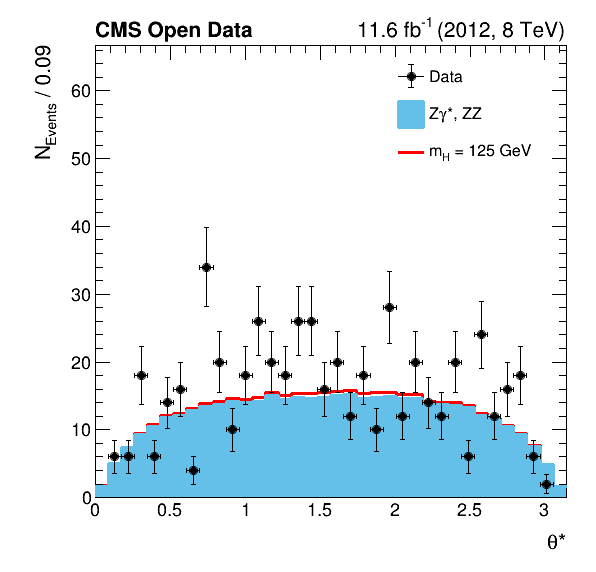 CMS Open Data
11.6 fb⁻¹ (2012, 8 TeV)
N_Events / 0.09
Data
Zγ*, ZZ
m_H = 125 GeV
60
50
40
30
20
10
0
0 0.5 1 1.5 2 2.5 3
θ*